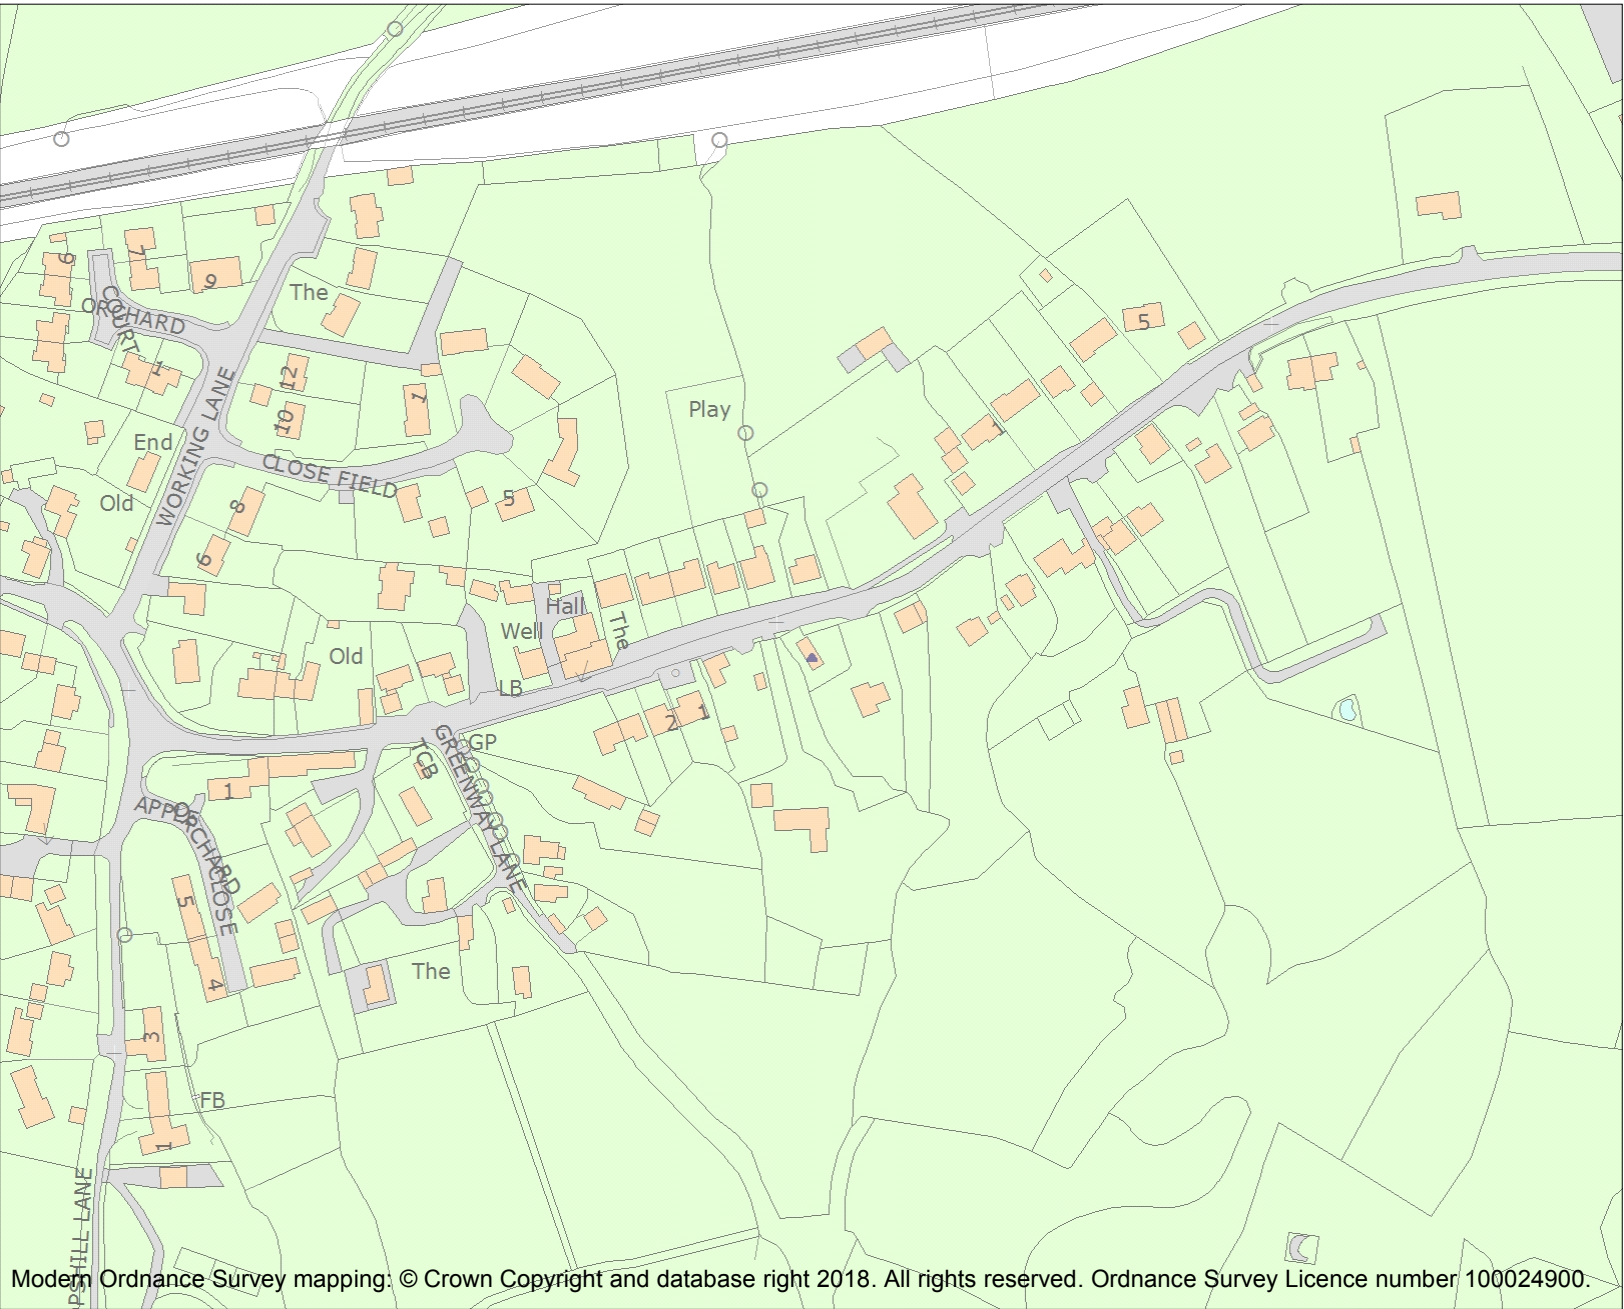 6
7
9
ORCHARD
COURT
The
5
1
12
10
1
WORKING LANE
End
Old
CLOSE FIELD
Play
1
5
8
6
Hall
Well
The
Old
LB
2
1
GP
TCB
GREENWAY LANE
1
APPLE
ORCHARD
CLOSE
5
4
The
3
FB
1
PSHILL LANE
Modern Ordnance Survey mapping: © Crown Copyright and database right 2018. All rights reserved. Ordnance Survey Licence number 100024900.